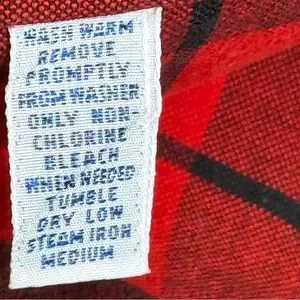 WASH WARM
REMOVE
PROMPTLY
FROM WASHER
ONLY NON-
CHLORINE
BLEACH
WHEN NEEDED
TUMBLE
DRY LOW
STEAM IRON
MEDIUM